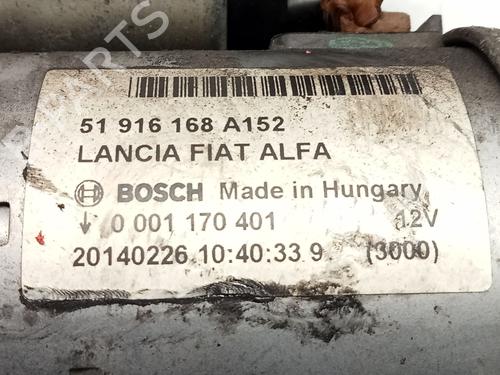 PARTS
51 916 168 A152
LANCIA FIAT ALFA
BOSCH Made in Hungary
0 001 170 401 12V
20140226 10:40:33 9 (3000)